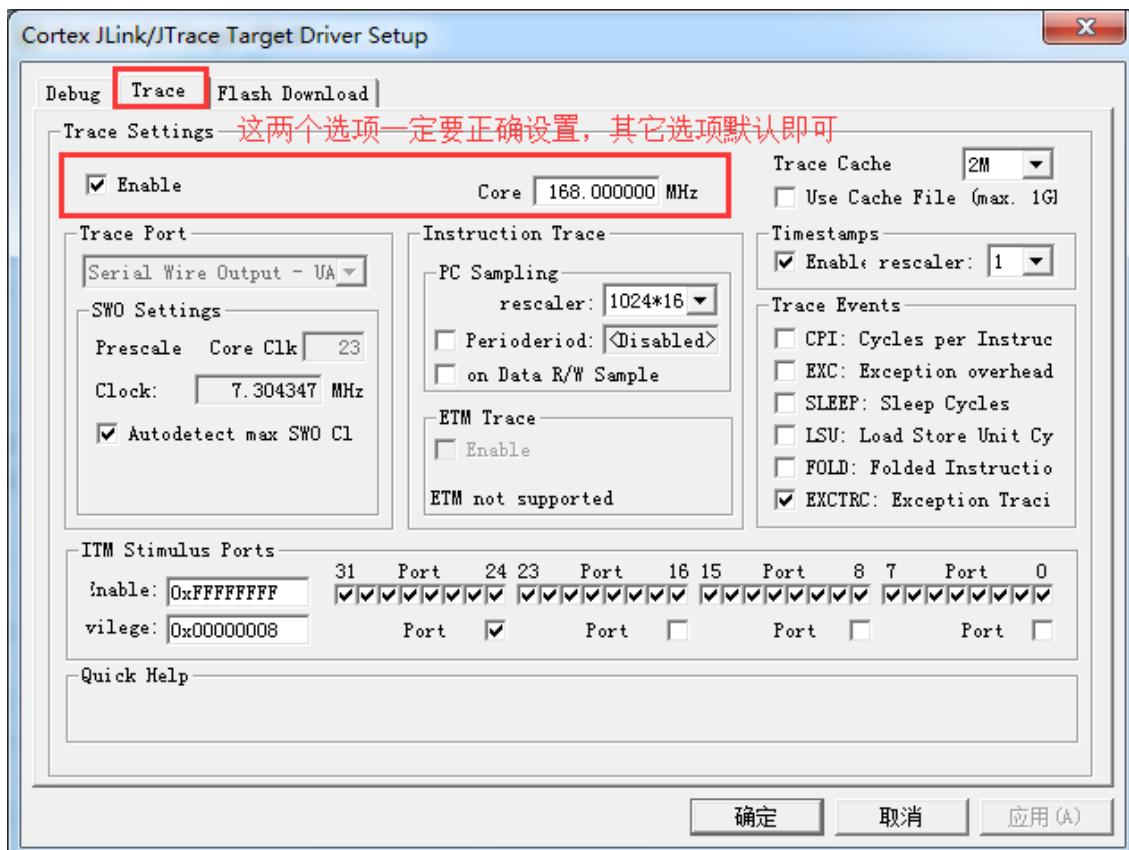 Cortex JLink/JTrace Target Driver Setup
Debug Trace Flash Download
Trace Settings 这两个选项一定要正确设置，其它选项默认即可
Enable Core 168.000000 MHz
Trace Cache 2M
Use Cache File (max. 1G
Trace Port
Serial Wire Output - UA
SWO Settings
Prescale Core Clk 23
Clock: 7.304347 MHz
Autodetect max SWO Cl
Instruction Trace
PC Sampling
rescaler: 1024*16
Perioderiod: <Disabled>
on Data R/W Sample
ETM Trace
Enable
ETM not supported
Timestamps
Enable rescaler: 1
Trace Events
CPI: Cycles per Instruc
EXC: Exception overhead
SLEEP: Sleep Cycles
LSU: Load Store Unit Cy
FOLD: Folded Instructio
EXCTRC: Exception Traci
ITM Stimulus Ports
31 Port 24 23 Port 16 15 Port 8 7 Port 0
nable: 0xFFFFFFFF
vilege: 0x00000008 Port Port Port Port
Quick Help
确定 取消 应用(A)